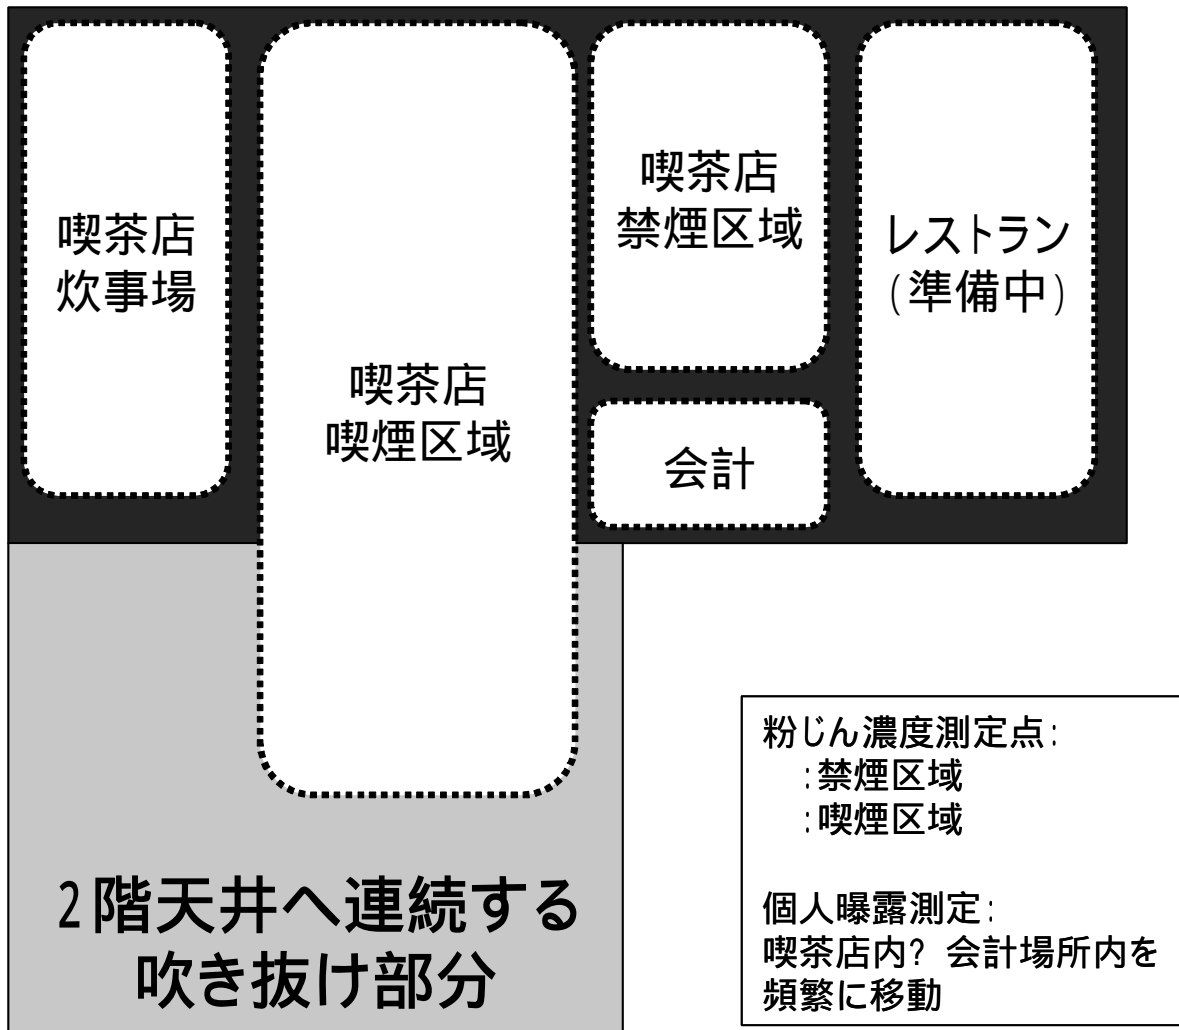 喫茶店
炊事場
喫茶店
喫煙区域
喫茶店
禁煙区域
会計
レストラン
(準備中)
2階天井へ連続する
吹き抜け部分
粉じん濃度測定点:
:禁煙区域
:喫煙区域
個人曝露測定:
喫茶店内? 会計場所内を
頻繁に移動